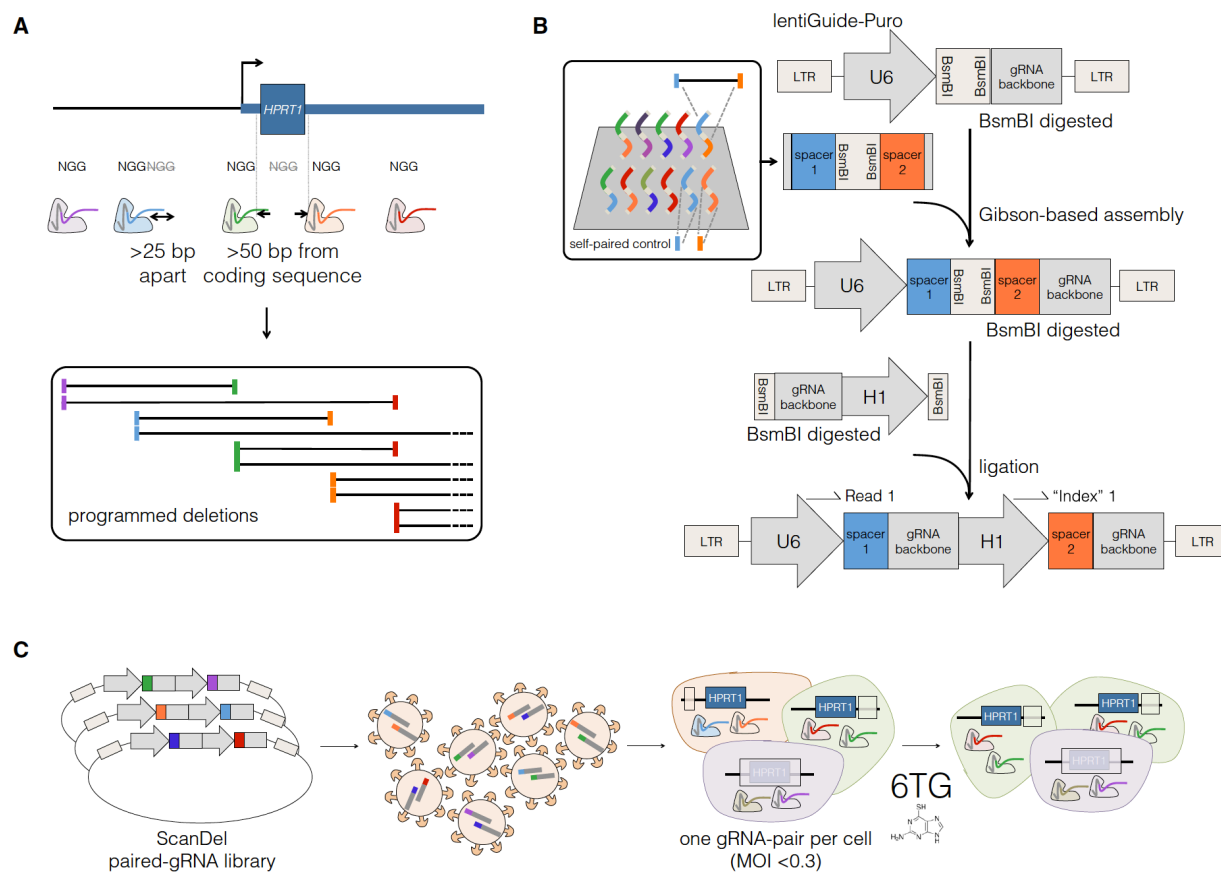 A
HPRT1
NGG
NGGNGG
NGG
NGG
NGG
NGG
>25 bp
apart
>50 bp from
coding sequence
programmed deletions
B
lentiGuide-Puro
LTR
U6
BsmBI
BsmBI
gRNA
backbone
LTR
BsmBI digested
spacer
1
BsmBI
BsmBI
spacer
2
self-paired control
Gibson-based assembly
LTR
U6
spacer
1
BsmBI
BsmBI
spacer
2
gRNA
backbone
LTR
BsmBI digested
BsmBI
gRNA
backbone
H1
BsmBI
BsmBI digested
ligation
Read 1
"Index" 1
LTR
U6
spacer
1
gRNA
backbone
H1
spacer
2
gRNA
backbone
LTR
C
ScanDel
paired-gRNA library
HPRT1
HPRT1
HPRT1
one gRNA-pair per cell
(MOI <0.3)
6TG
SH
N
N
H₂N
N
N
H
HPRT1
HPRT1
HPRT1